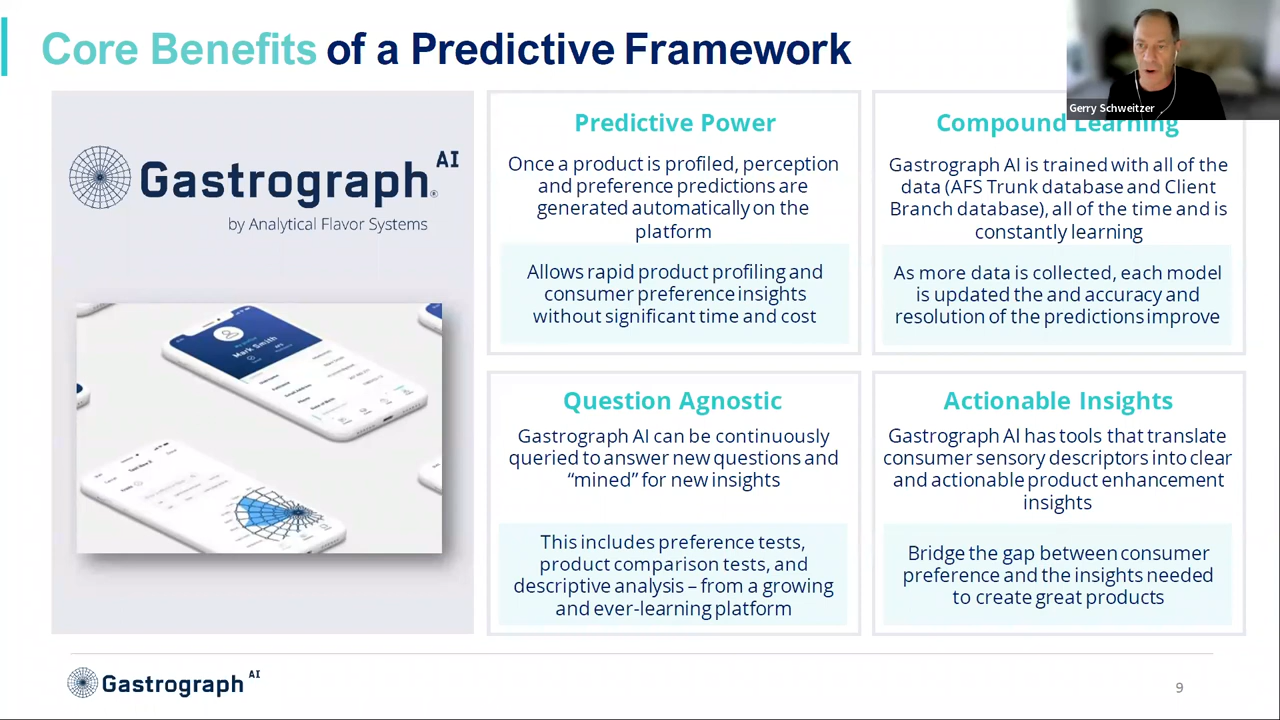 Core Benefits of a Predictive Framework
Gerry Schweitzer
Gastrograph AI
by Analytical Flavor Systems
Mark Smith
Predictive Power
Once a product is profiled, perception
and preference predictions are
generated automatically on the
platform
Allows rapid product profiling and
consumer preference insights
without significant time and cost
Compound Learning
Gastrograph AI is trained with all of the
data (AFS Trunk database and Client
Branch database), all of the time and is
constantly learning
As more data is collected, each model
is updated the and accuracy and
resolution of the predictions improve
Question Agnostic
Gastrograph AI can be continuously
queried to answer new questions and
“mined” for new insights
This includes preference tests,
product comparison tests, and
descriptive analysis – from a growing
and ever-learning platform
Actionable Insights
Gastrograph AI has tools that translate
consumer sensory descriptors into clear
and actionable product enhancement
insights
Bridge the gap between consumer
preference and the insights needed
to create great products
Gastrograph AI
9